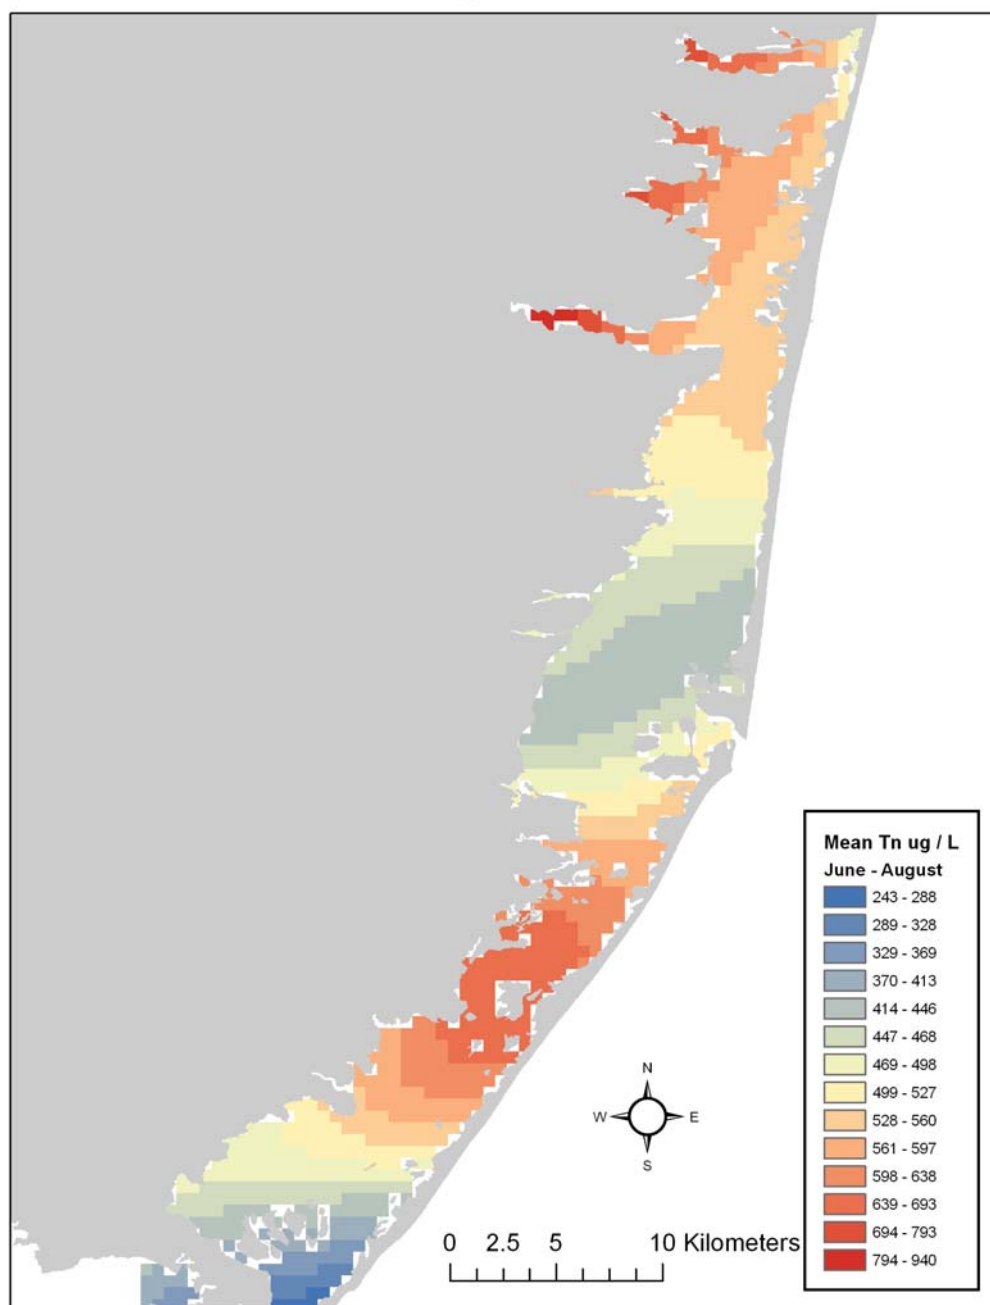 N
W E
S
0 2.5 5 10 Kilometers
Mean Tn ug / L
June - August
243 - 288
289 - 328
329 - 369
370 - 413
414 - 446
447 - 468
469 - 498
499 - 527
528 - 560
561 - 597
598 - 638
639 - 693
694 - 793
794 - 940